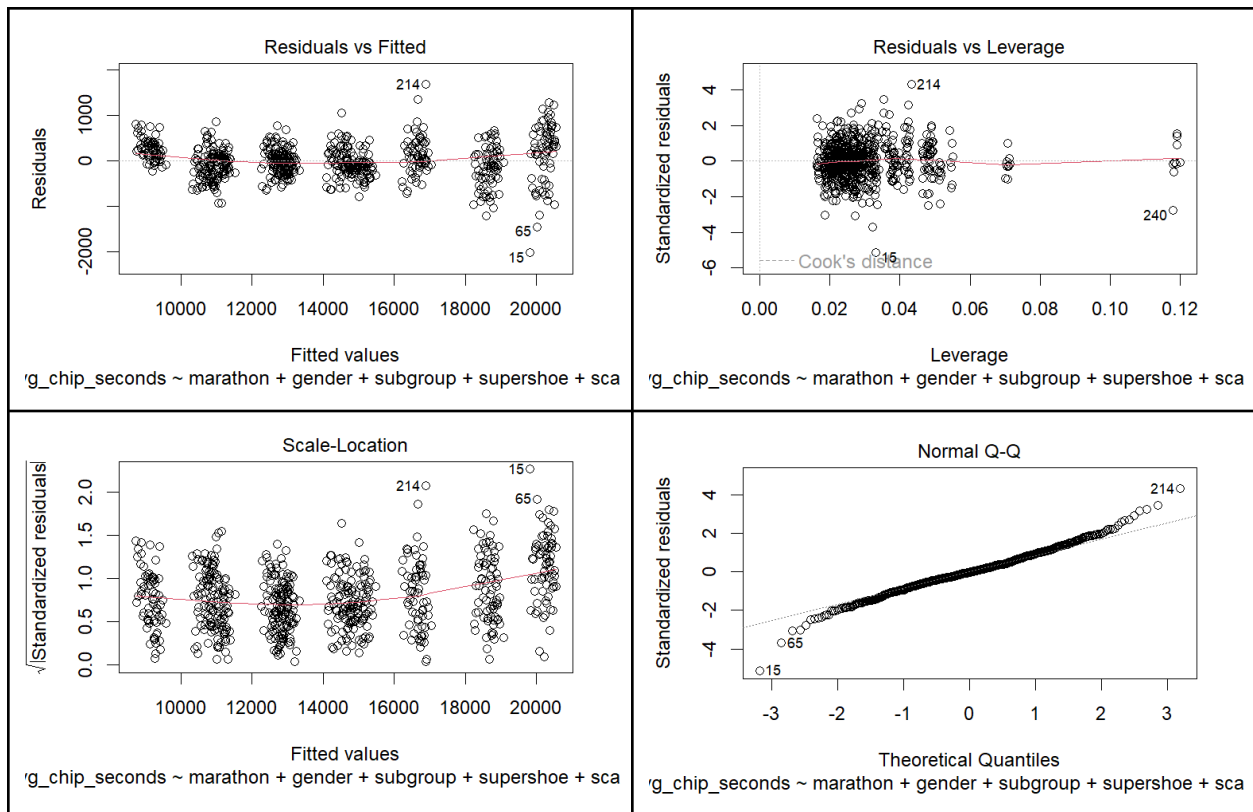 Residuals vs Fitted
Residuals
-2000 0 1000
214
65
15
10000 12000 14000 16000 18000 20000
Fitted values
/g_chip_seconds ~ marathon + gender + subgroup + supershoe + sca
Residuals vs Leverage
Standardized residuals
-6 -4 -2 0 2 4
214
240
15
Cook's distance
0.00 0.02 0.04 0.06 0.08 0.10 0.12
Leverage
/g_chip_seconds ~ marathon + gender + subgroup + supershoe + sca
Scale-Location
√|Standardized residuals|
0.0 0.5 1.0 1.5 2.0
15
214
65
10000 12000 14000 16000 18000 20000
Fitted values
/g_chip_seconds ~ marathon + gender + subgroup + supershoe + sca
Normal Q-Q
Standardized residuals
-4 -2 0 2 4
214
65
15
-3 -2 -1 0 1 2 3
Theoretical Quantiles
/g_chip_seconds ~ marathon + gender + subgroup + supershoe + sca